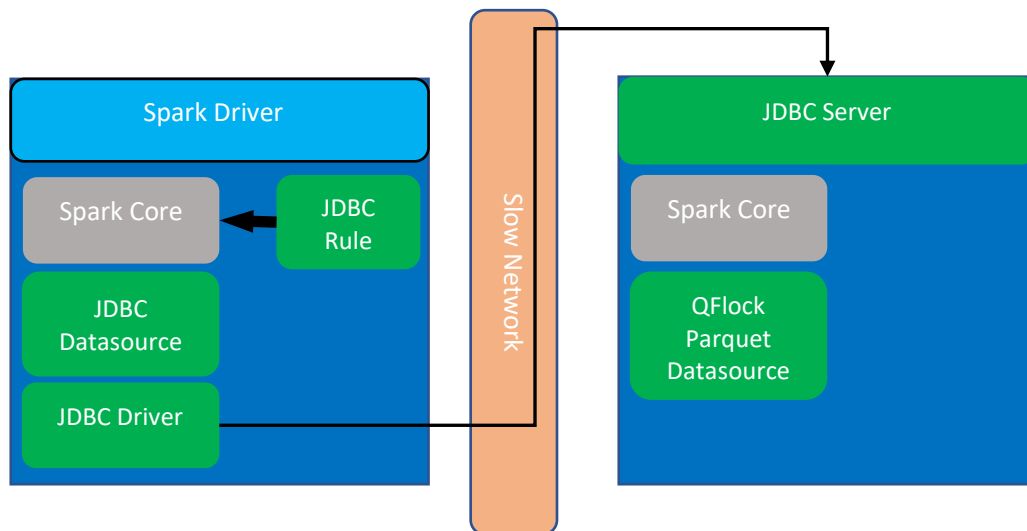 Spark Driver
Spark Core
JDBC
Rule
JDBC
Datasource
JDBC Driver
Slow Network
JDBC Server
Spark Core
QFlock
Parquet
Datasource